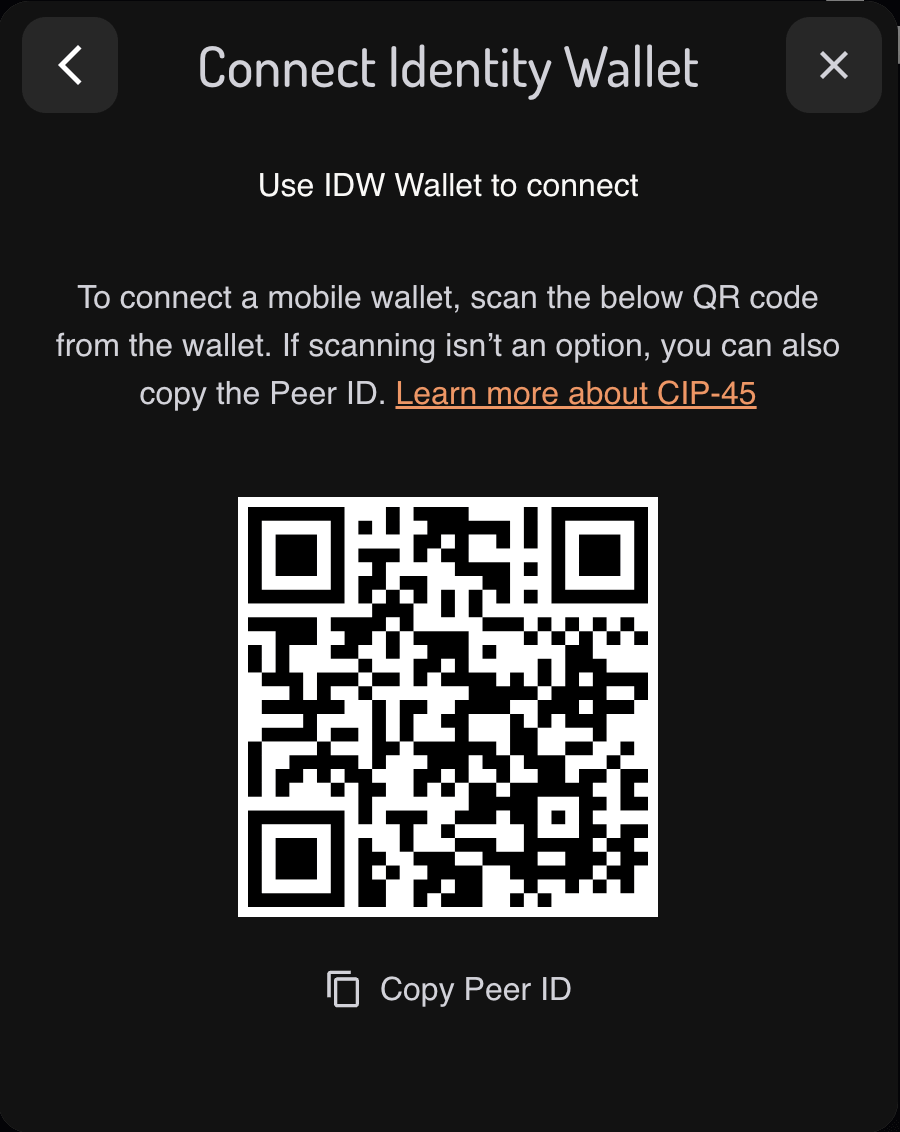 Connect Identity Wallet
Use IDW Wallet to connect
To connect a mobile wallet, scan the below QR code
from the wallet. If scanning isn’t an option, you can also
copy the Peer ID. Learn more about CIP-45
Copy Peer ID